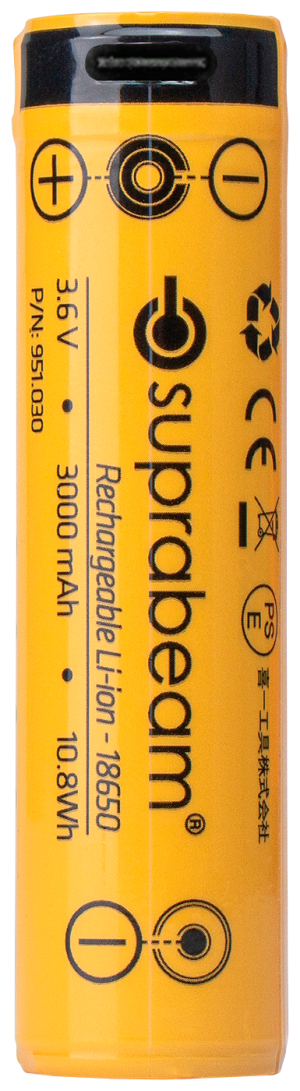 suprabeam®
Rechargeable Li-ion - 18650
3.6 V • 3000 mAh • 10.8Wh
P/N: 951.030
CE
PS
E
喜一工具株式会社